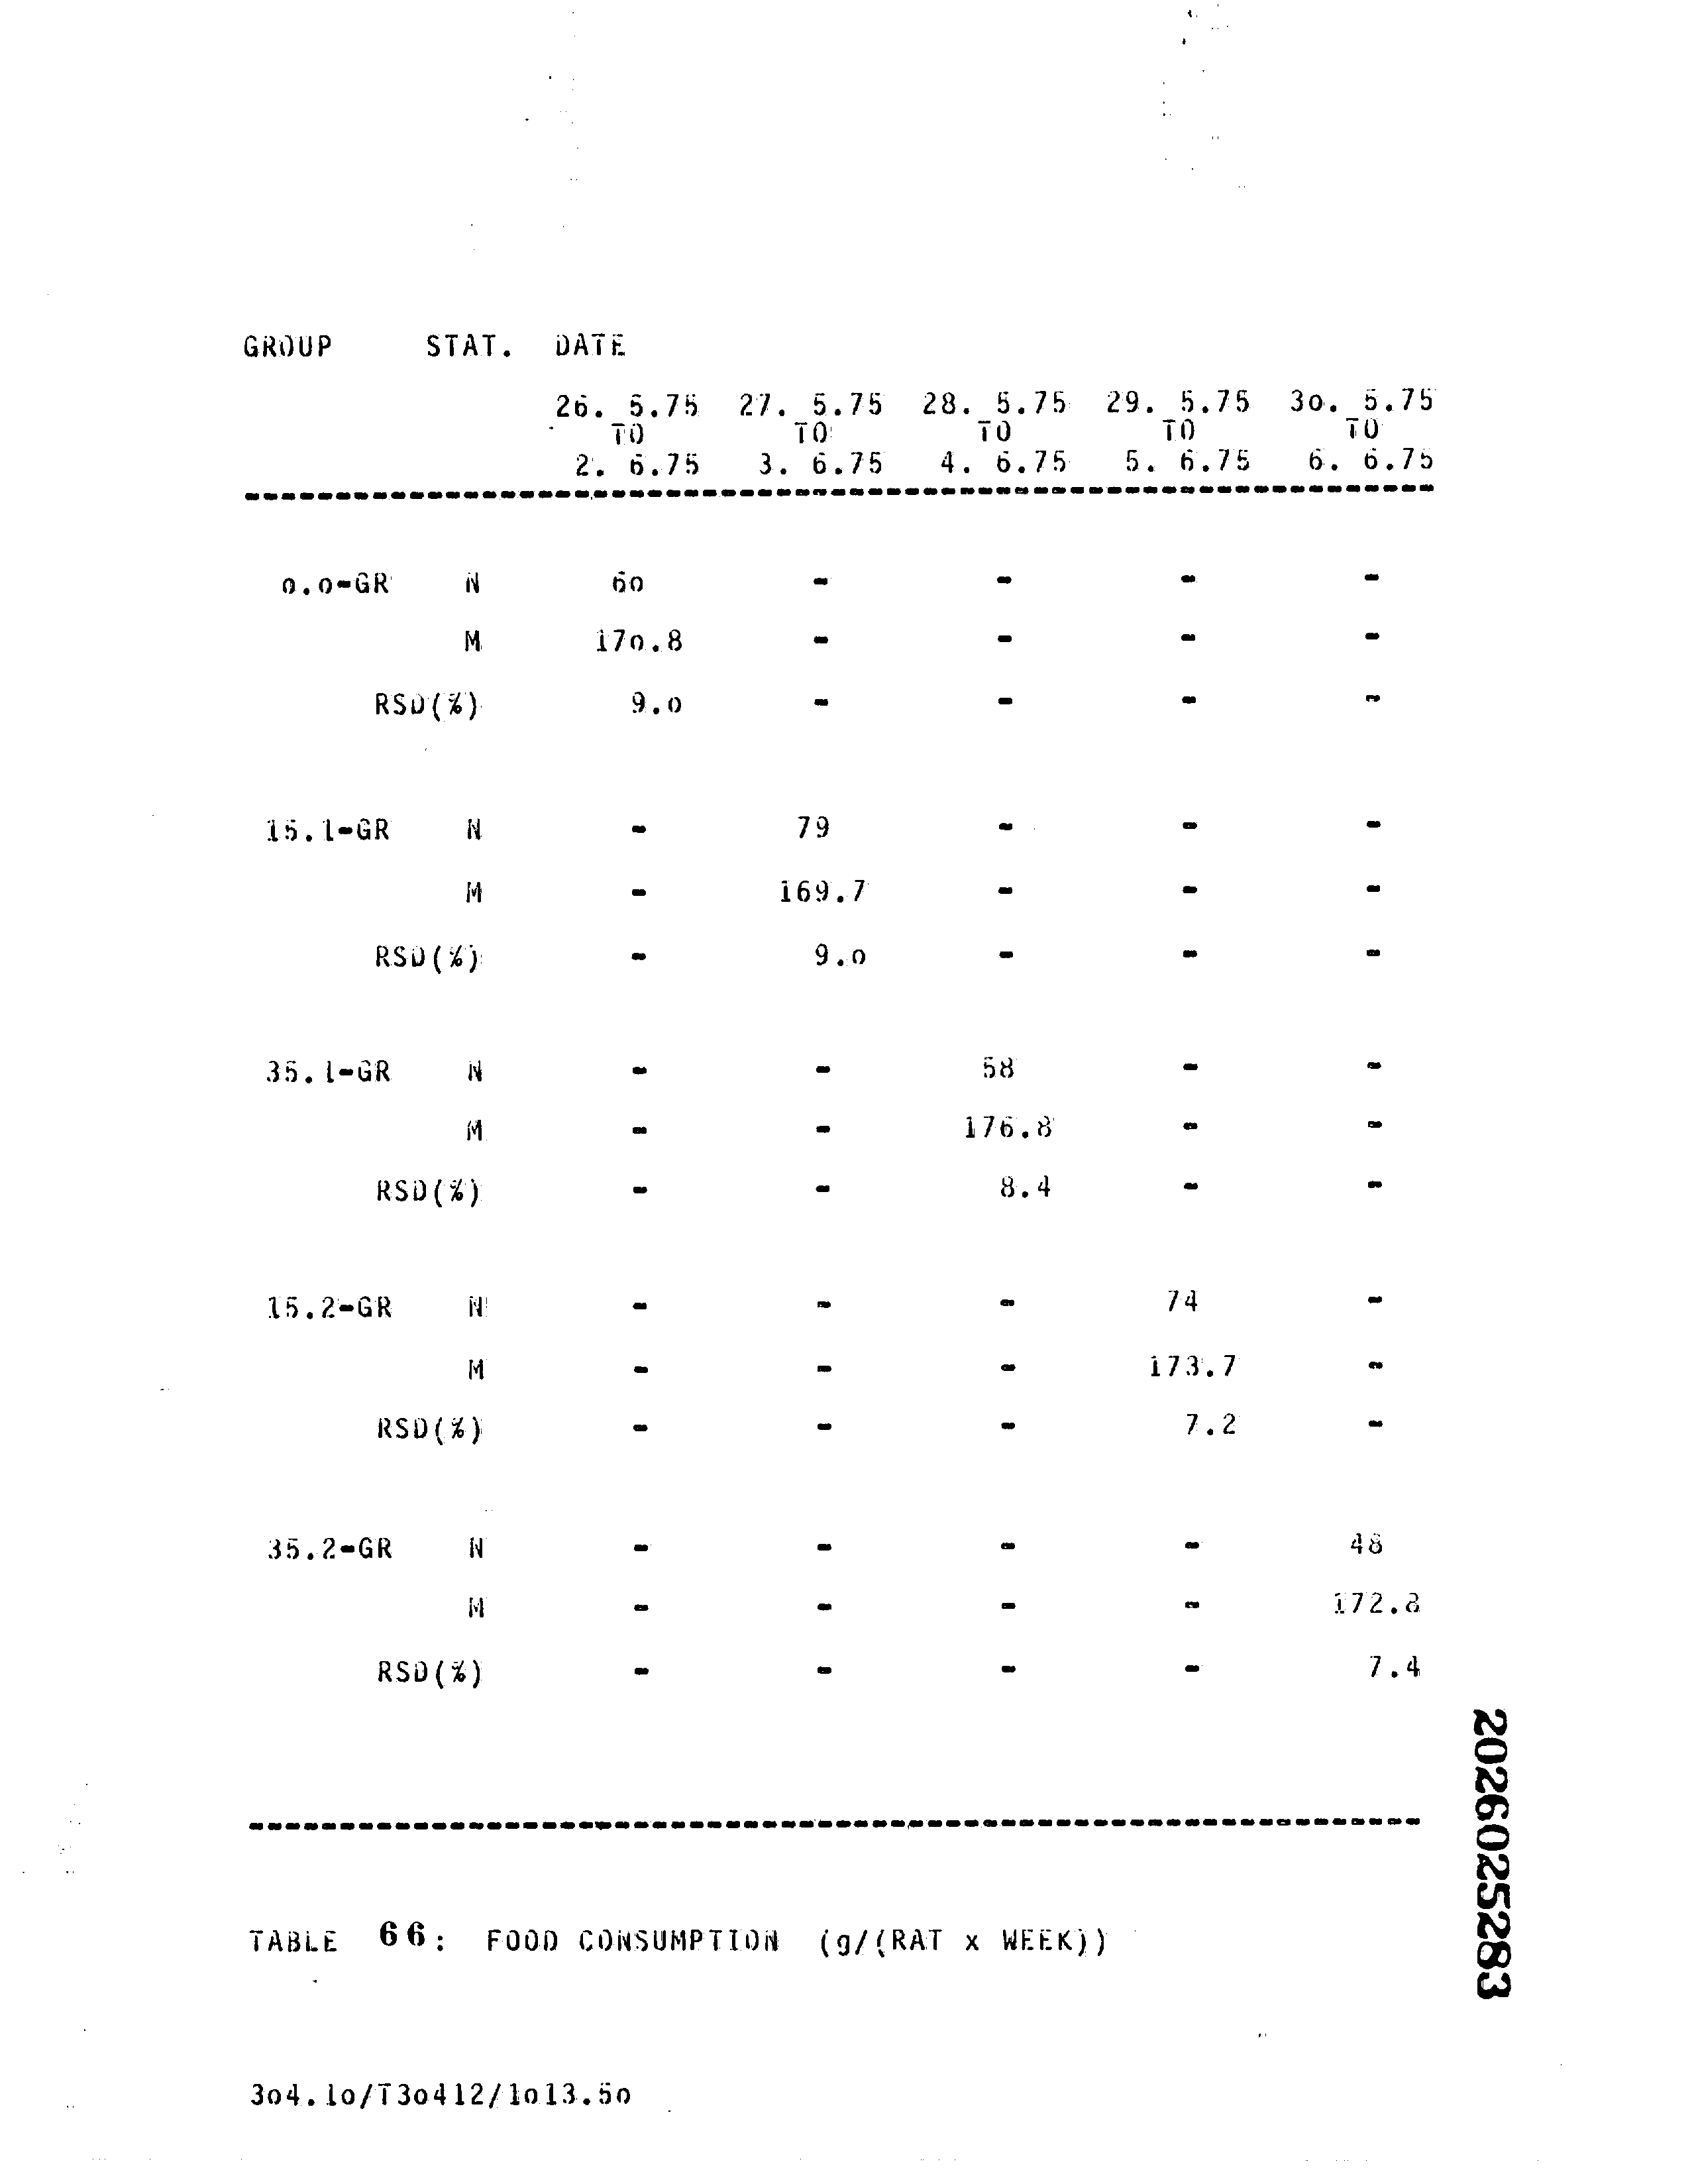 GROUP STAT. DATE
26. 5.75 27. 5.75 28. 5.75 29. 5.75 3o. 5.75
TO TO TO TO TO
2. 6.75 3. 6.75 4. 6.75 5. 6.75 6. 6.75
o.o-GR N 6o - - - -
M 17o.8 - - - -
RSD(%) 9.o - - - -
15.1-GR N - 79 - - -
M - 169.7 - - -
RSD(%) - 9.o - - -
35.1-GR N - - 58 - -
M - - 176.8 - -
RSD(%) - - 8.4 - -
15.2-GR N - - - 74 -
M - - - 173.7 -
RSD(%) - - - 7.2 -
35.2-GR N - - - - 48
M - - - - 172.8
RSD(%) - - - - 7.4
2026025283
TABLE 66: FOOD CONSUMPTION (g/(RAT x WEEK))
3o4.1o/T3o412/1o13.5o